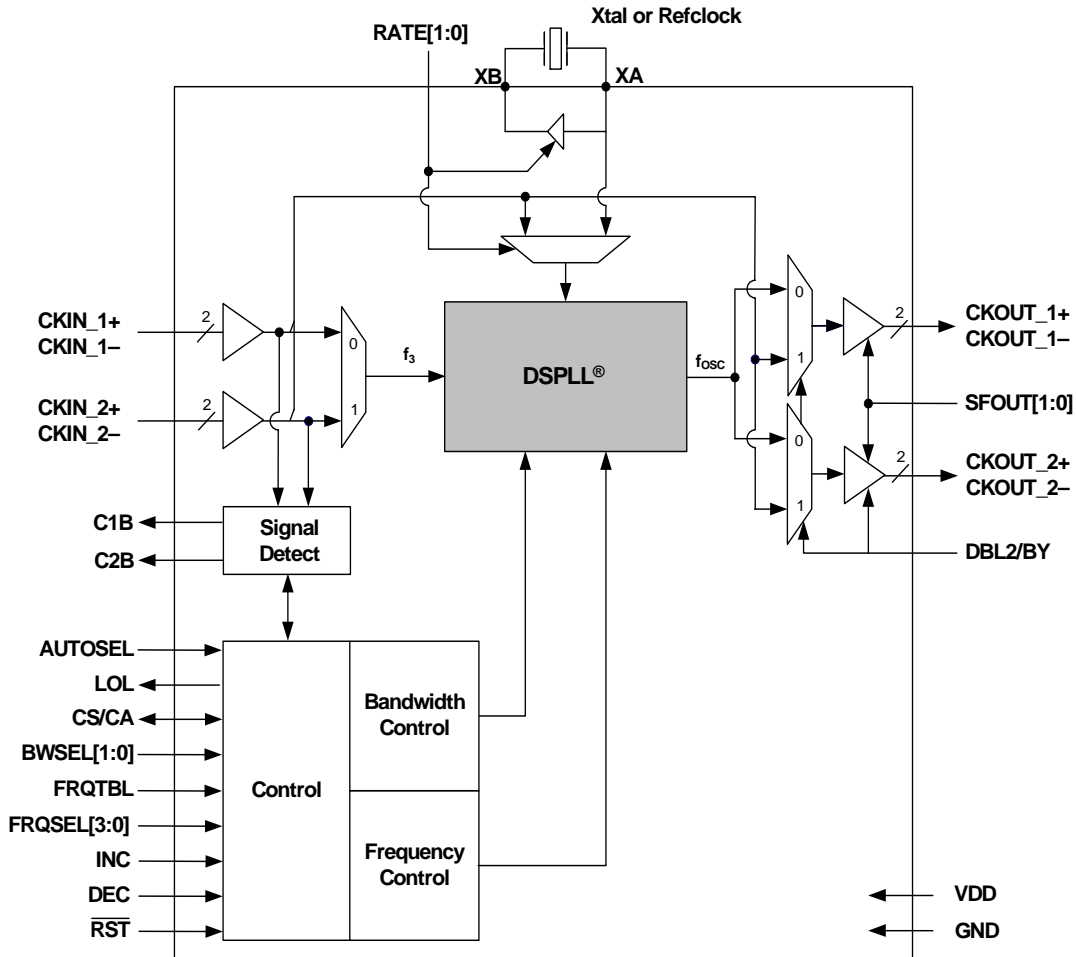 Xtal or Refclock
RATE[1:0]
XB
XA
CKIN_1+
CKIN_1–
2
0
1
f3
CKIN_2+
CKIN_2–
2
DSPLL®
fOSC
0
1
0
1
2
CKOUT_1+
CKOUT_1–
SFOUT[1:0]
2
CKOUT_2+
CKOUT_2–
DBL2/BY
C1B
C2B
Signal
Detect
AUTOSEL
LOL
CS/CA
BWSEL[1:0]
FRQTBL
FRQSEL[3:0]
INC
DEC
RST
Control
Bandwidth
Control
Frequency
Control
VDD
GND